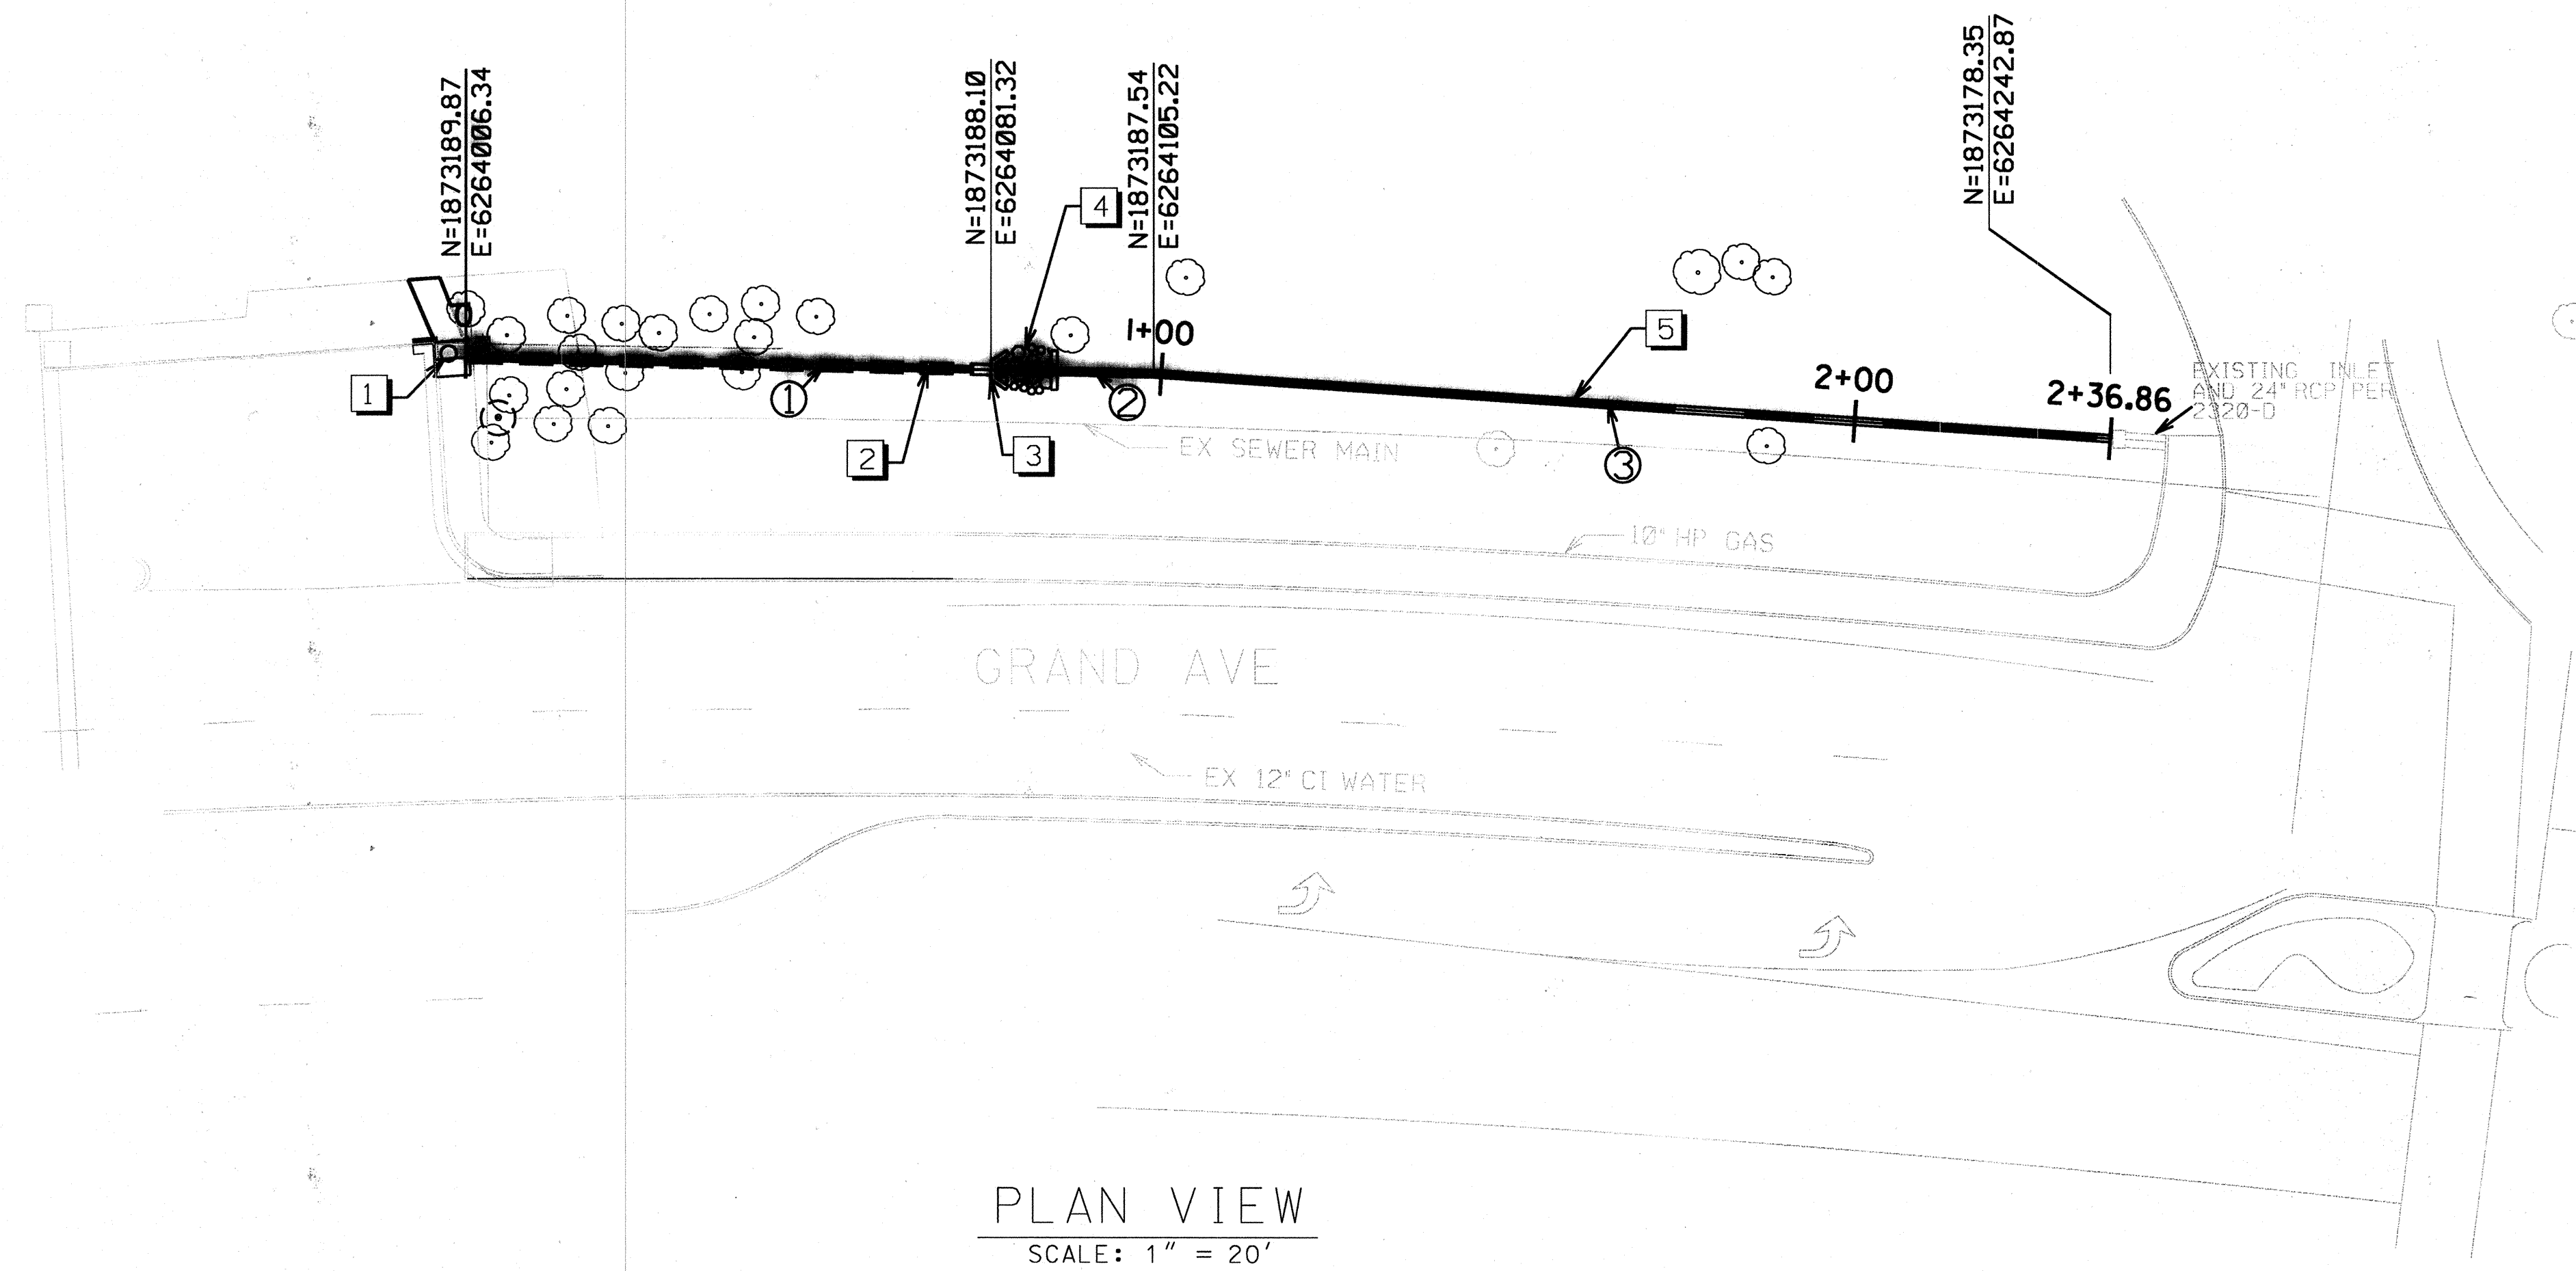 N=1873189.87
E=6264006.34
N=1873188.10
E=6264081.32
N=1873187.54
E=6264105.22
N=1873178.35
E=6264242.87
4
1+00
5
2+00
2+36.86
EXISTING INLET
AND 24" RCP PER
2320-D
0
1
1
2
2
3
3
EX SEWER MAIN
10" HP GAS
GRAND AVE
EX 12" CI WATER
PLAN VIEW
SCALE: 1" = 20'